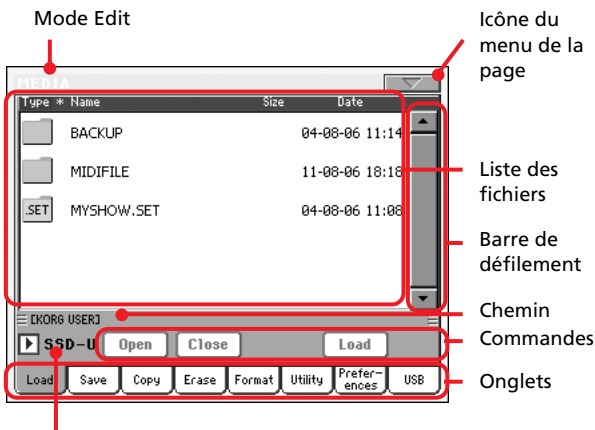 Mode Edit
Icône du
menu de la
page
MEDIA
Type * Name Size Date
BACKUP 04-08-06 11:14
MIDIFILE 11-08-06 18:18
.SET MYSHOW.SET 04-08-06 11:08
Liste des
fichiers
Barre de
défilement
[KORG USER]
Chemin
SSD-U Open Close Load
Commandes
Load Save Copy Erase Format Utility Prefer-
ences USB
Onglets